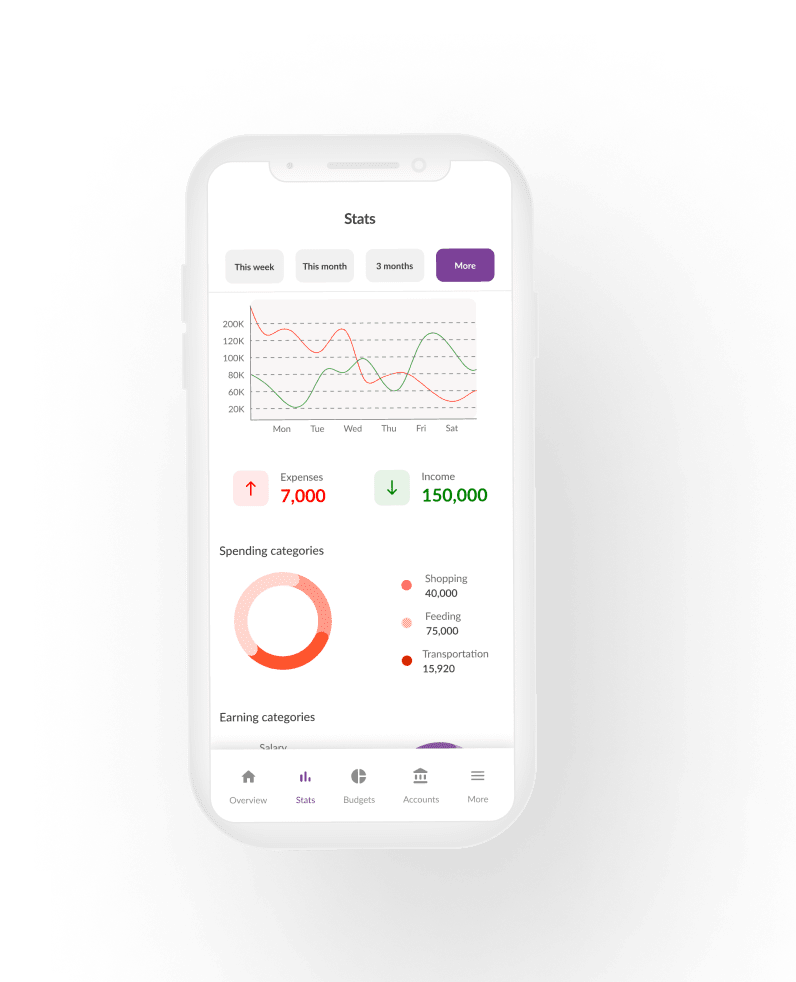 Stats
This week
This month
3 months
More
200K
120K
100K
80K
60K
20K
Mon Tue Wed Thu Fri Sat
Expenses
7,000
Income
150,000
Spending categories
Shopping
40,000
Feeding
75,000
Transportation
15,920
Earning categories
Salary
Overview
Stats
Budgets
Accounts
More